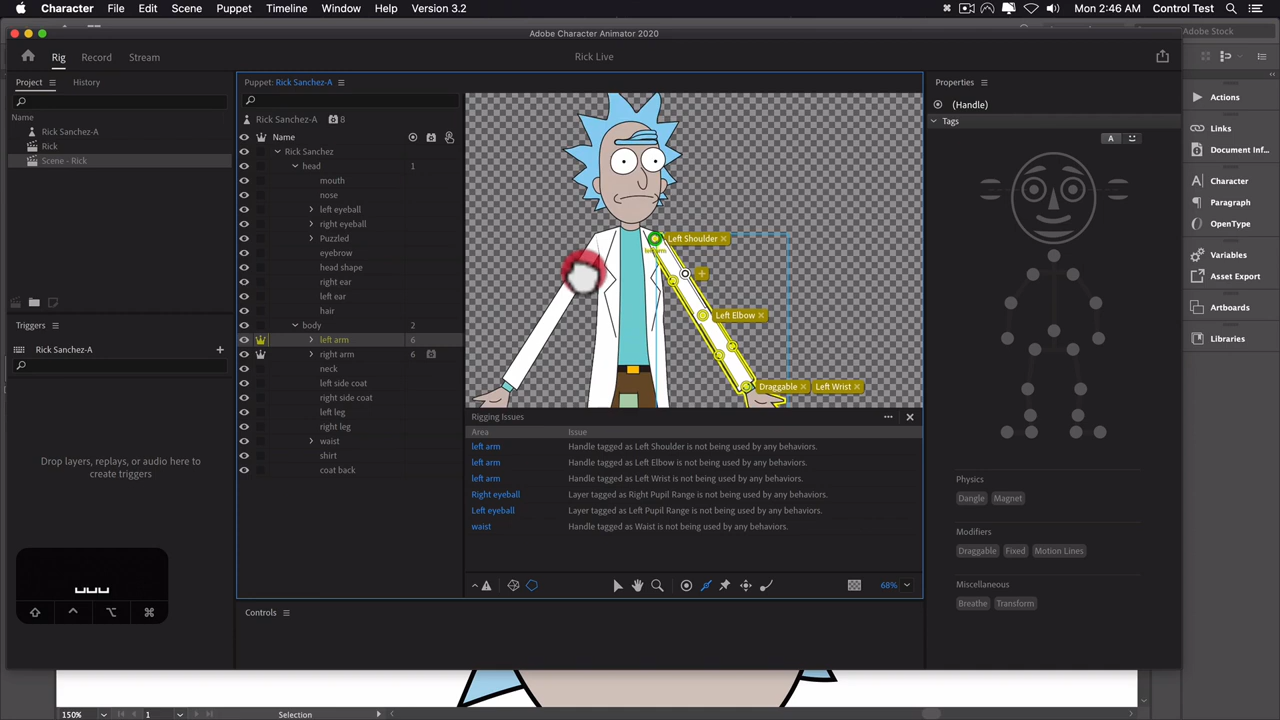 Character File Edit Scene Puppet Timeline Window Help Version 3.2 Mon 2:46 AM Control Test
Adobe Character Animator 2020
Adobe Stock
Rig Record Stream
Rick Live
Project
History
Name
Rick Sanchez-A
Rick
Scene - Rick
Triggers
Rick Sanchez-A
Drop layers, replays, or audio here to
create triggers
Puppet: Rick Sanchez-A
Rick Sanchez-A 8
Name
Rick Sanchez
head 1
mouth
nose
left eyeball
right eyeball
Puzzled
eyebrow
head shape
right ear
left ear
hair
body 2
left arm 6
right arm 6
neck
left side coat
right side coat
left leg
right leg
waist
shirt
coat back
Left Shoulder
Left Elbow
Draggable Left Wrist
Rigging Issues
Area Issue
left arm Handle tagged as Left Shoulder is not being used by any behaviors.
left arm Handle tagged as Left Elbow is not being used by any behaviors.
left arm Handle tagged as Left Wrist is not being used by any behaviors.
Right eyeball Layer tagged as Right Pupil Range is not being used by any behaviors.
Left eyeball Layer tagged as Left Pupil Range is not being used by any behaviors.
waist Handle tagged as Waist is not being used by any behaviors.
68%
Controls
Properties
(Handle)
Tags
A
Physics
Dangle Magnet
Modifiers
Draggable Fixed Motion Lines
Miscellaneous
Breathe Transform
Actions
Links
Document Inf...
Character
Paragraph
OpenType
Variables
Asset Export
Artboards
Libraries
150% 1 Selection